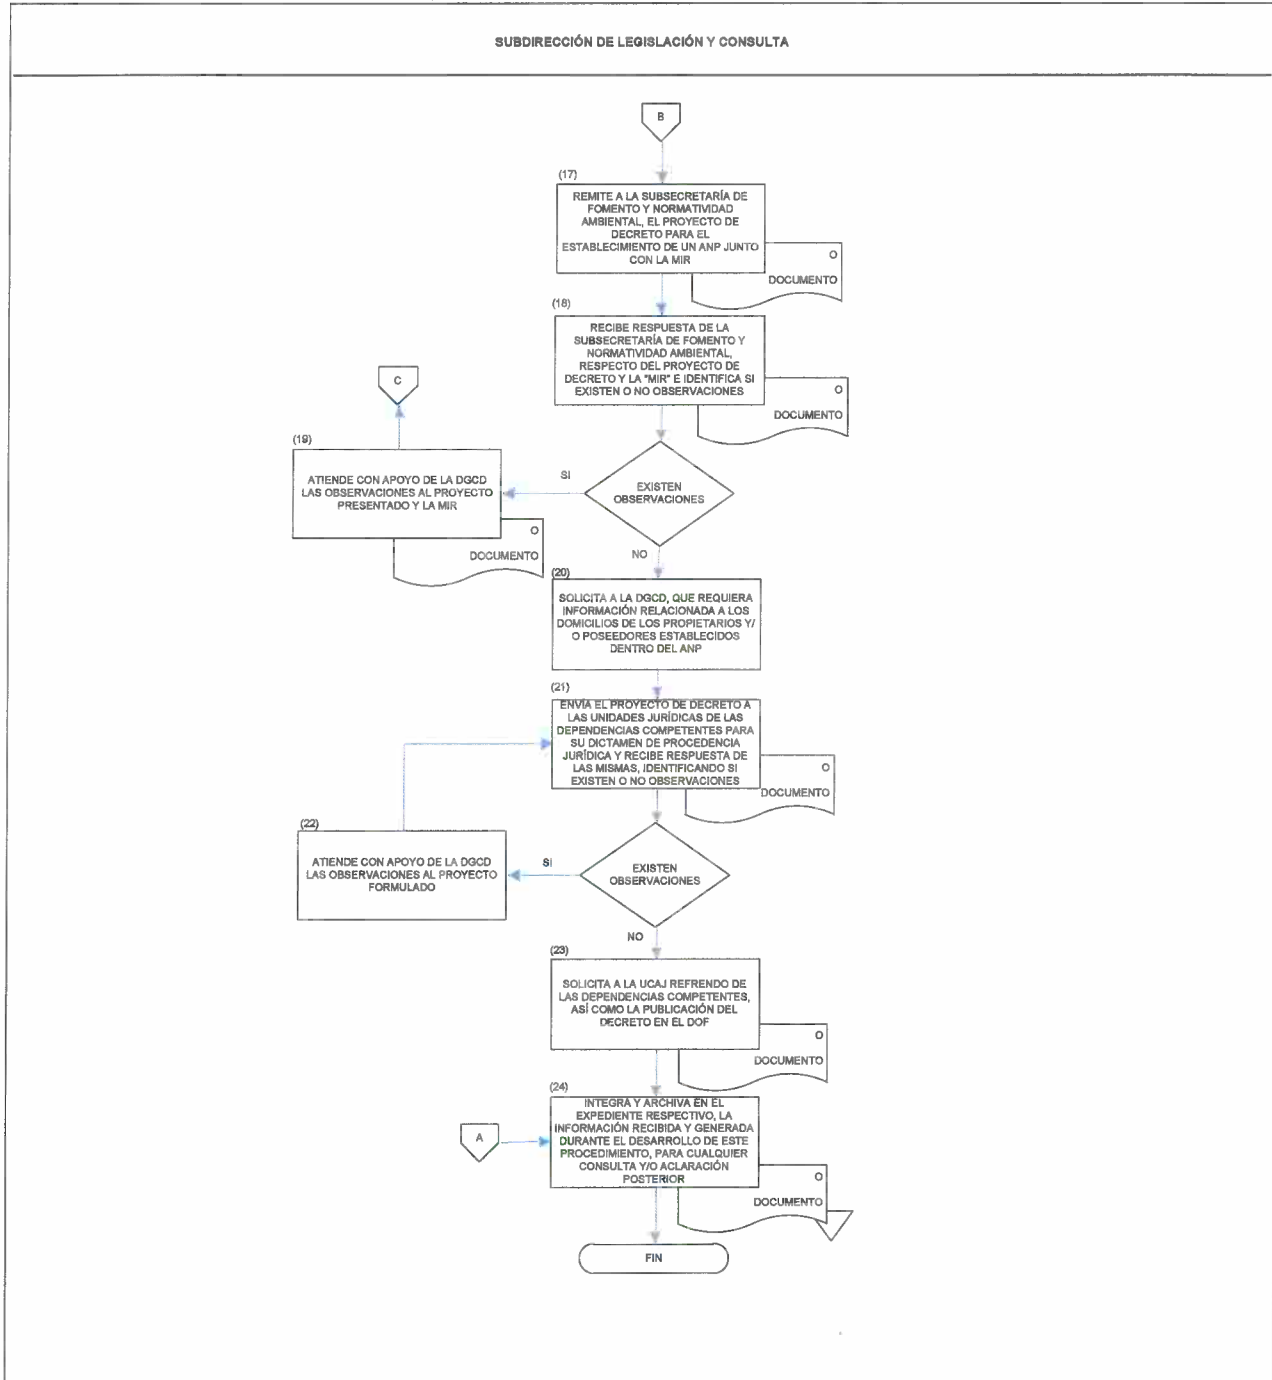 SUBDIRECCIÓN DE LEGISLACIÓN Y CONSULTA
B
(17)
REMITE A LA SUBSECRETARÍA DE
FOMENTO Y NORMATIVIDAD
AMBIENTAL, EL PROYECTO DE
DECRETO PARA EL
ESTABLECIMIENTO DE UN ANP JUNTO
CON LA MIR
O
DOCUMENTO
(18)
RECIBE RESPUESTA DE LA
SUBSECRETARÍA DE FOMENTO Y
NORMATIVIDAD AMBIENTAL,
RESPECTO DEL PROYECTO DE
DECRETO Y LA "MIR" E IDENTIFICA SI
EXISTEN O NO OBSERVACIONES
O
DOCUMENTO
C
(19)
ATIENDE CON APOYO DE LA DGCD
LAS OBSERVACIONES AL PROYECTO
PRESENTADO Y LA MIR
O
DOCUMENTO
SI
EXISTEN
OBSERVACIONES
NO
(20)
SOLICITA A LA DGCD, QUE REQUIERA
INFORMACIÓN RELACIONADA A LOS
DOMICILIOS DE LOS PROPIETARIOS Y/
O POSEEDORES ESTABLECIDOS
DENTRO DEL ANP
(21)
ENVÍA EL PROYECTO DE DECRETO A
LAS UNIDADES JURÍDICAS DE LAS
DEPENDENCIAS COMPETENTES PARA
SU DICTAMEN DE PROCEDENCIA
JURÍDICA Y RECIBE RESPUESTA DE
LAS MISMAS, IDENTIFICANDO SI
EXISTEN O NO OBSERVACIONES
O
DOCUMENTO
(22)
ATIENDE CON APOYO DE LA DGCD
LAS OBSERVACIONES AL PROYECTO
FORMULADO
SI
EXISTEN
OBSERVACIONES
NO
(23)
SOLICITA A LA UCAJ REFRENDO DE
LAS DEPENDENCIAS COMPETENTES,
ASÍ COMO LA PUBLICACIÓN DEL
DECRETO EN EL DOF
O
DOCUMENTO
(24)
INTEGRA Y ARCHIVA EN EL
EXPEDIENTE RESPECTIVO, LA
INFORMACIÓN RECIBIDA Y GENERADA
DURANTE EL DESARROLLO DE ESTE
PROCEDIMIENTO, PARA CUALQUIER
CONSULTA Y/O ACLARACIÓN
POSTERIOR
A
O
DOCUMENTO
FIN